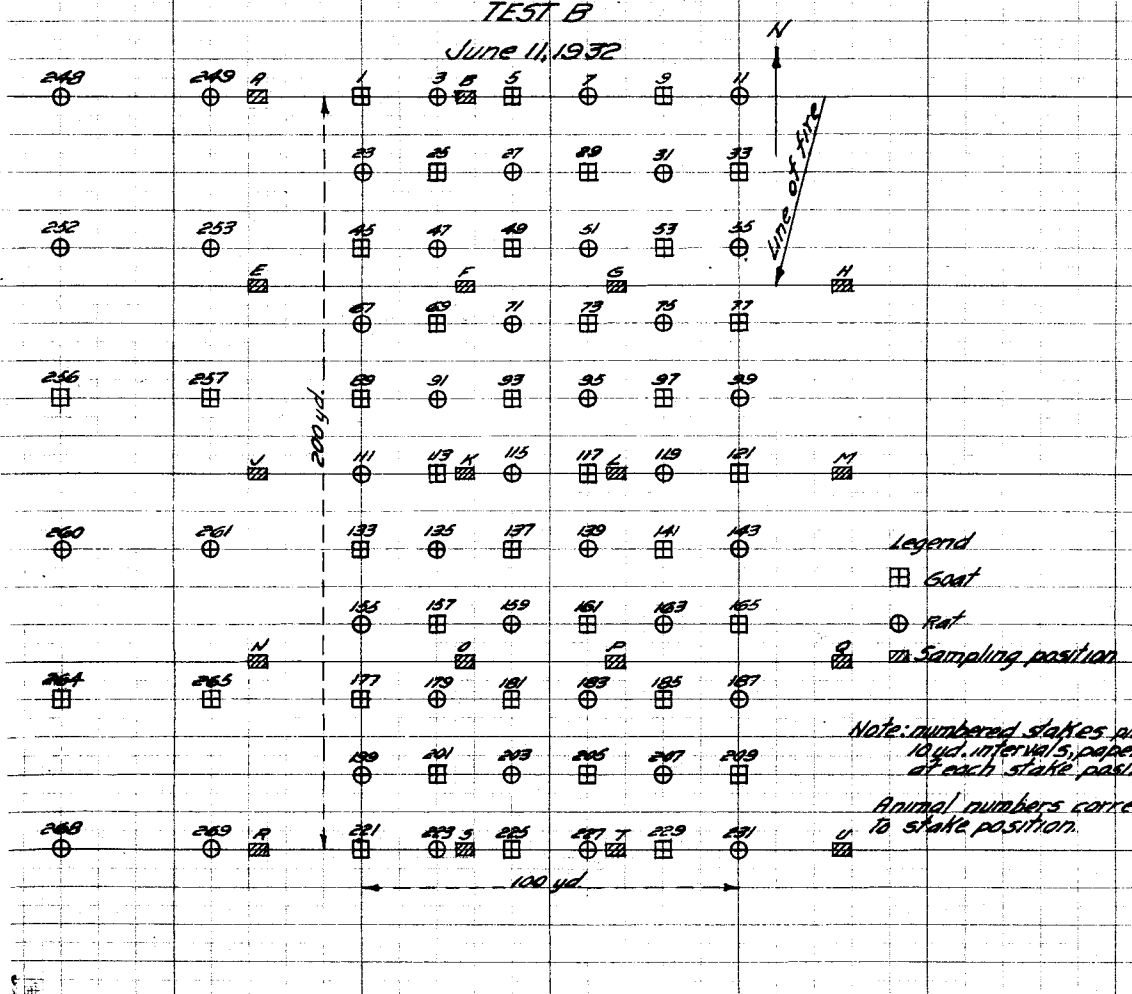 TEST B
June 11, 1932
N
248 249 A 1 3 B 5 7 9 11
23 25 27 89 31 33
Line of fire
252 253 45 47 49 51 53 55
E F G H
67 69 71 73 75 77
256 257 89 91 93 95 97 99
200 yd.
J 111 113 K 115 117 L 119 121 M
260 261 133 135 137 139 141 143
Legend
Goat
155 157 159 161 163 165
Rat
N O P Q
Sampling position
264 265 177 179 181 183 185 187
Note: numbered stakes
10 yd. intervals,
at each stake
199 201 203 205 207 209
Animal numbers
to stake position.
268 269 R 221 223 S 225 227 T 229 231 U
100 yd.